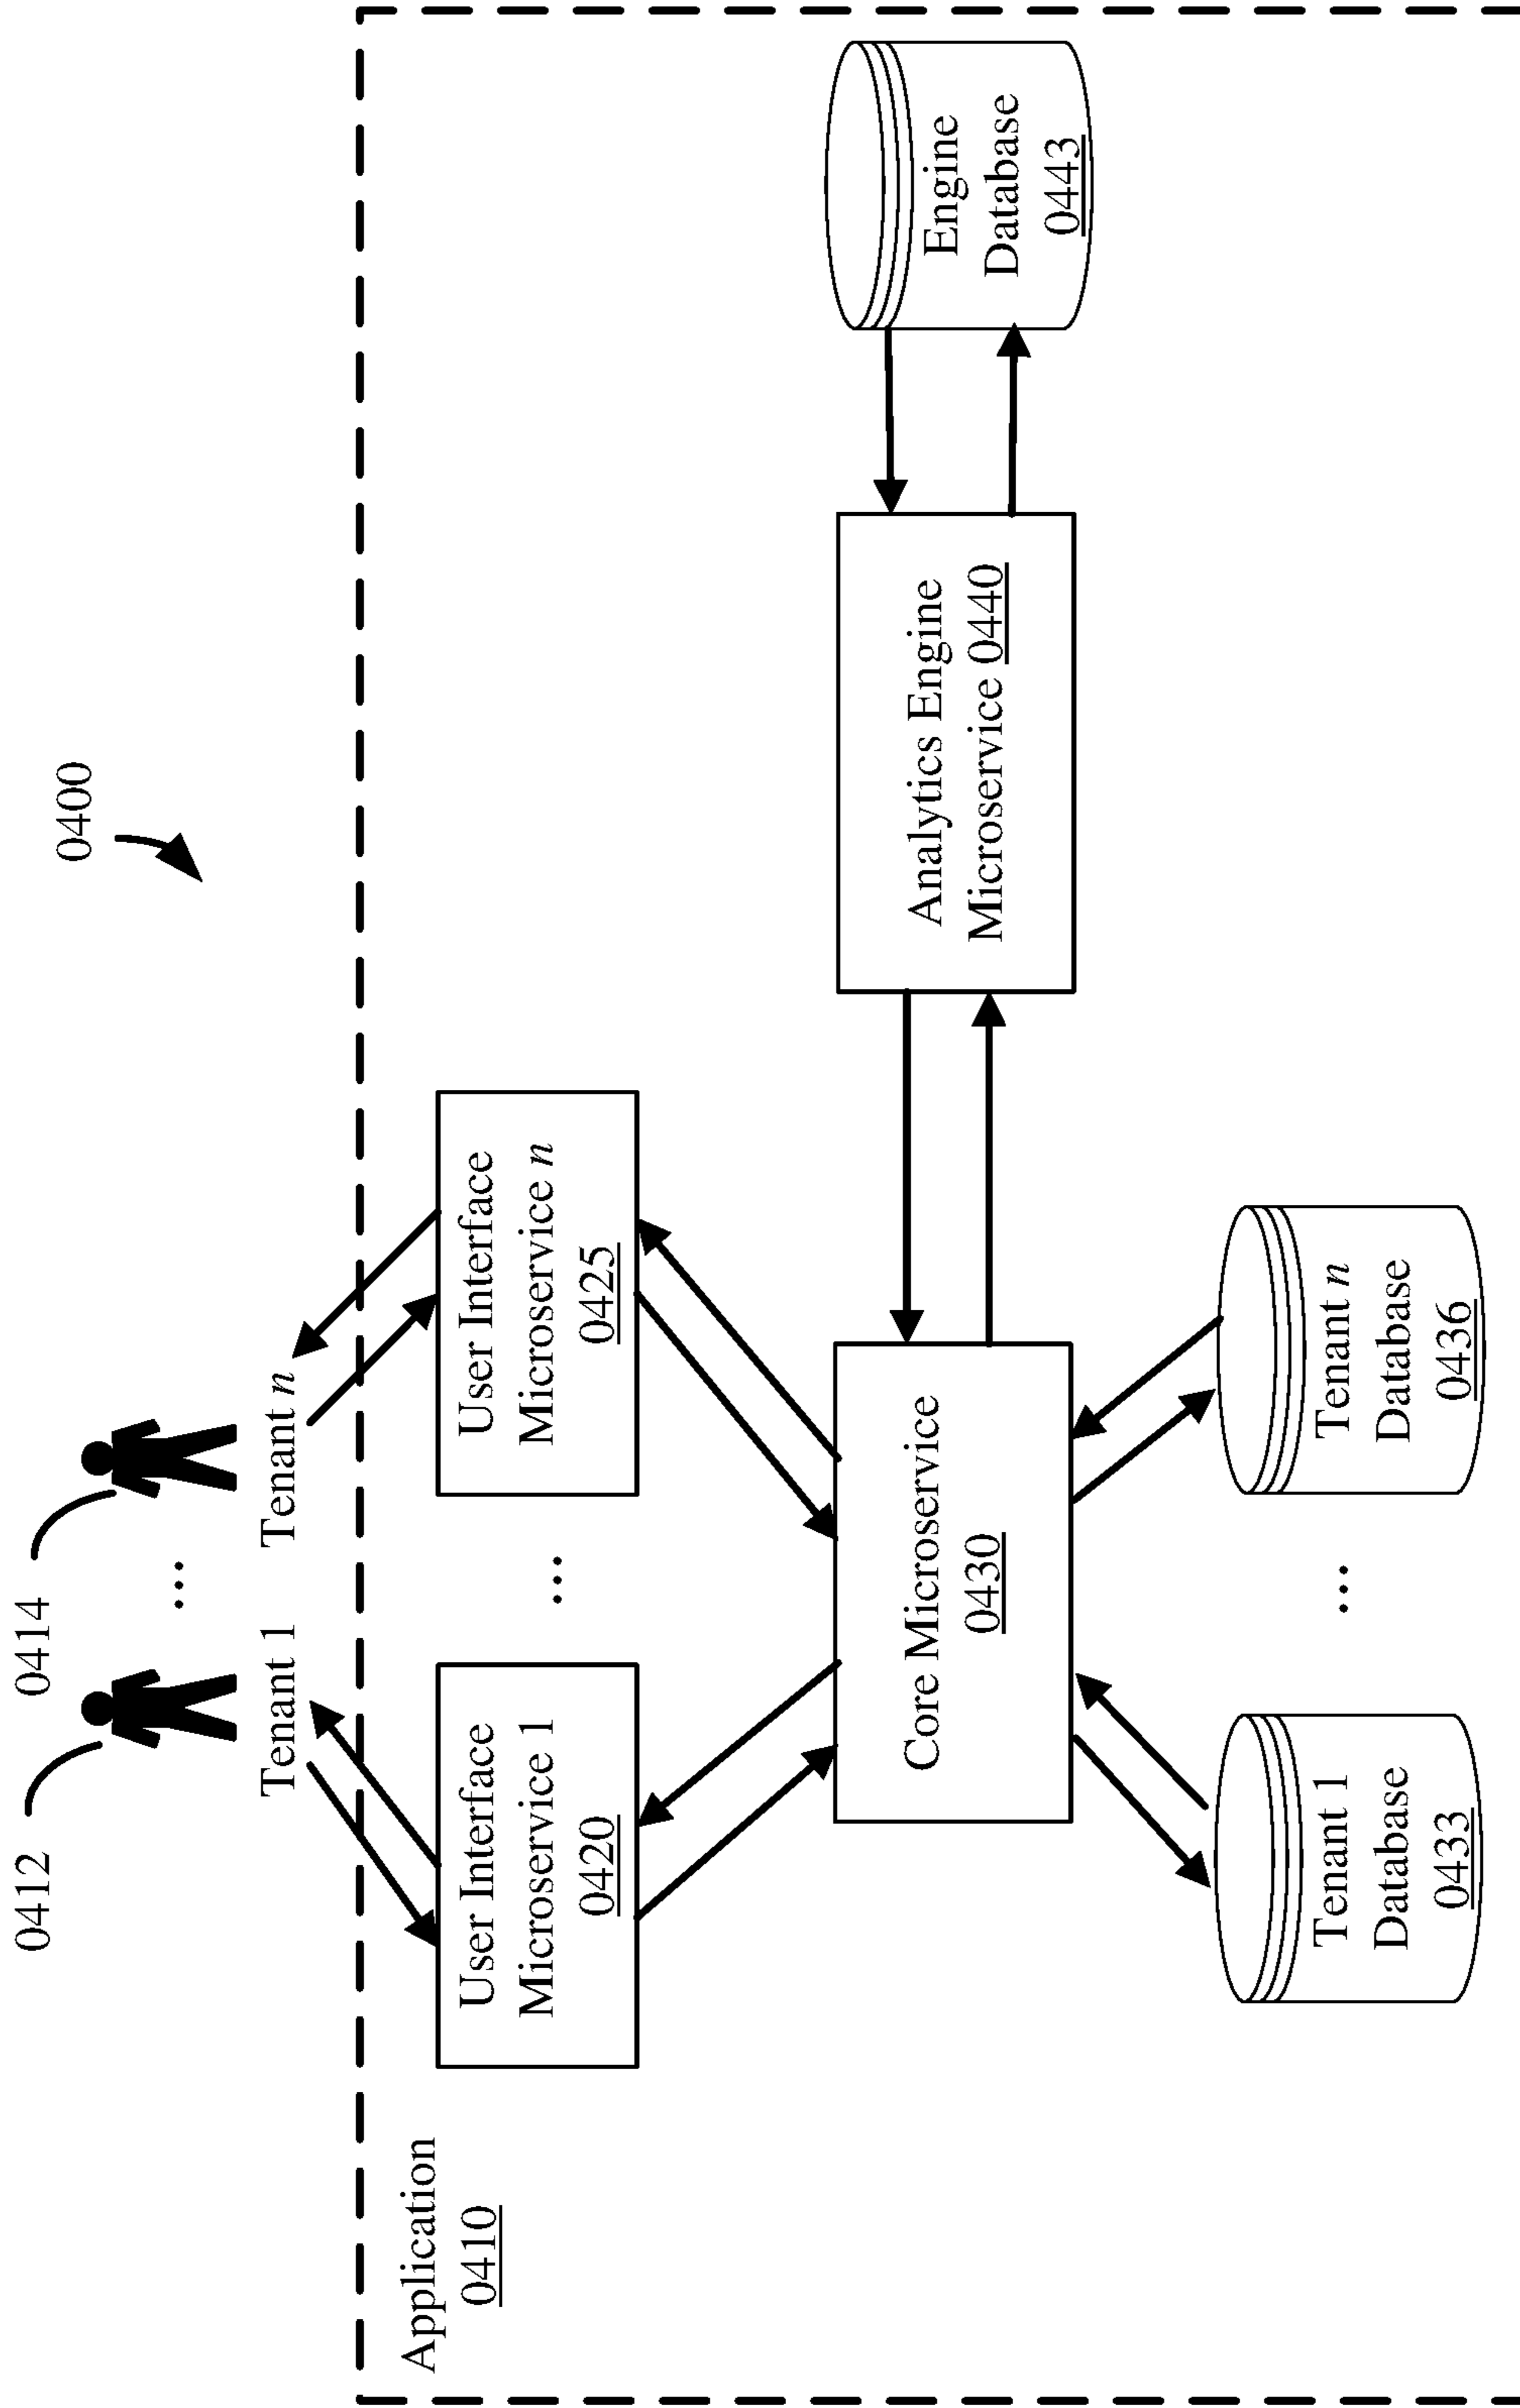 0400
0412
0414
...
Tenant 1
Tenant n
Application
0410
User Interface
Microservice 1
0420
...
User Interface
Microservice n
0425
Core Microservice
0430
Analytics Engine
Microservice 0440
Engine
Database
0443
Tenant 1
Database
0433
...
Tenant n
Database
0436